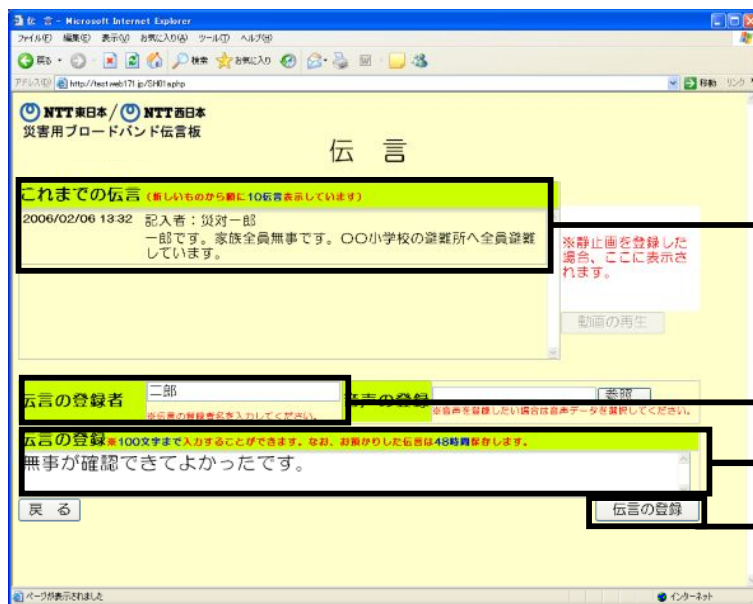 伝 言 - Microsoft Internet Explorer
ファイル(F) 編集(E) 表示(V) お気に入り(A) ツール(T) ヘルプ(H)
戻る 検索 お気に入り
アドレス(D) 移動 リンク
NTT東日本/NTT西日本
災害用ブロードバンド伝言板
伝 言
これまでの伝言(新しいものから順に10伝言表示しています)
2006/02/06 13:32 記入者:災対一郎
一郎です。家族全員無事です。〇〇小学校の避難所へ全員避難
しています。
※静止画を登録した
場合、ここに表示さ
れます。
動画の再生
伝言の登録者 二郎
※伝言の登録者名を入力してください。
音声の登録 参照...
※音声を登録したい場合は音声データを選択してください。
伝言の登録※100文字まで入力することができます。なお、お預かりした伝言は48時間保存します。
無事が確認できてよかったです。
戻 る 伝言の登録
ページが表示されました インターネット